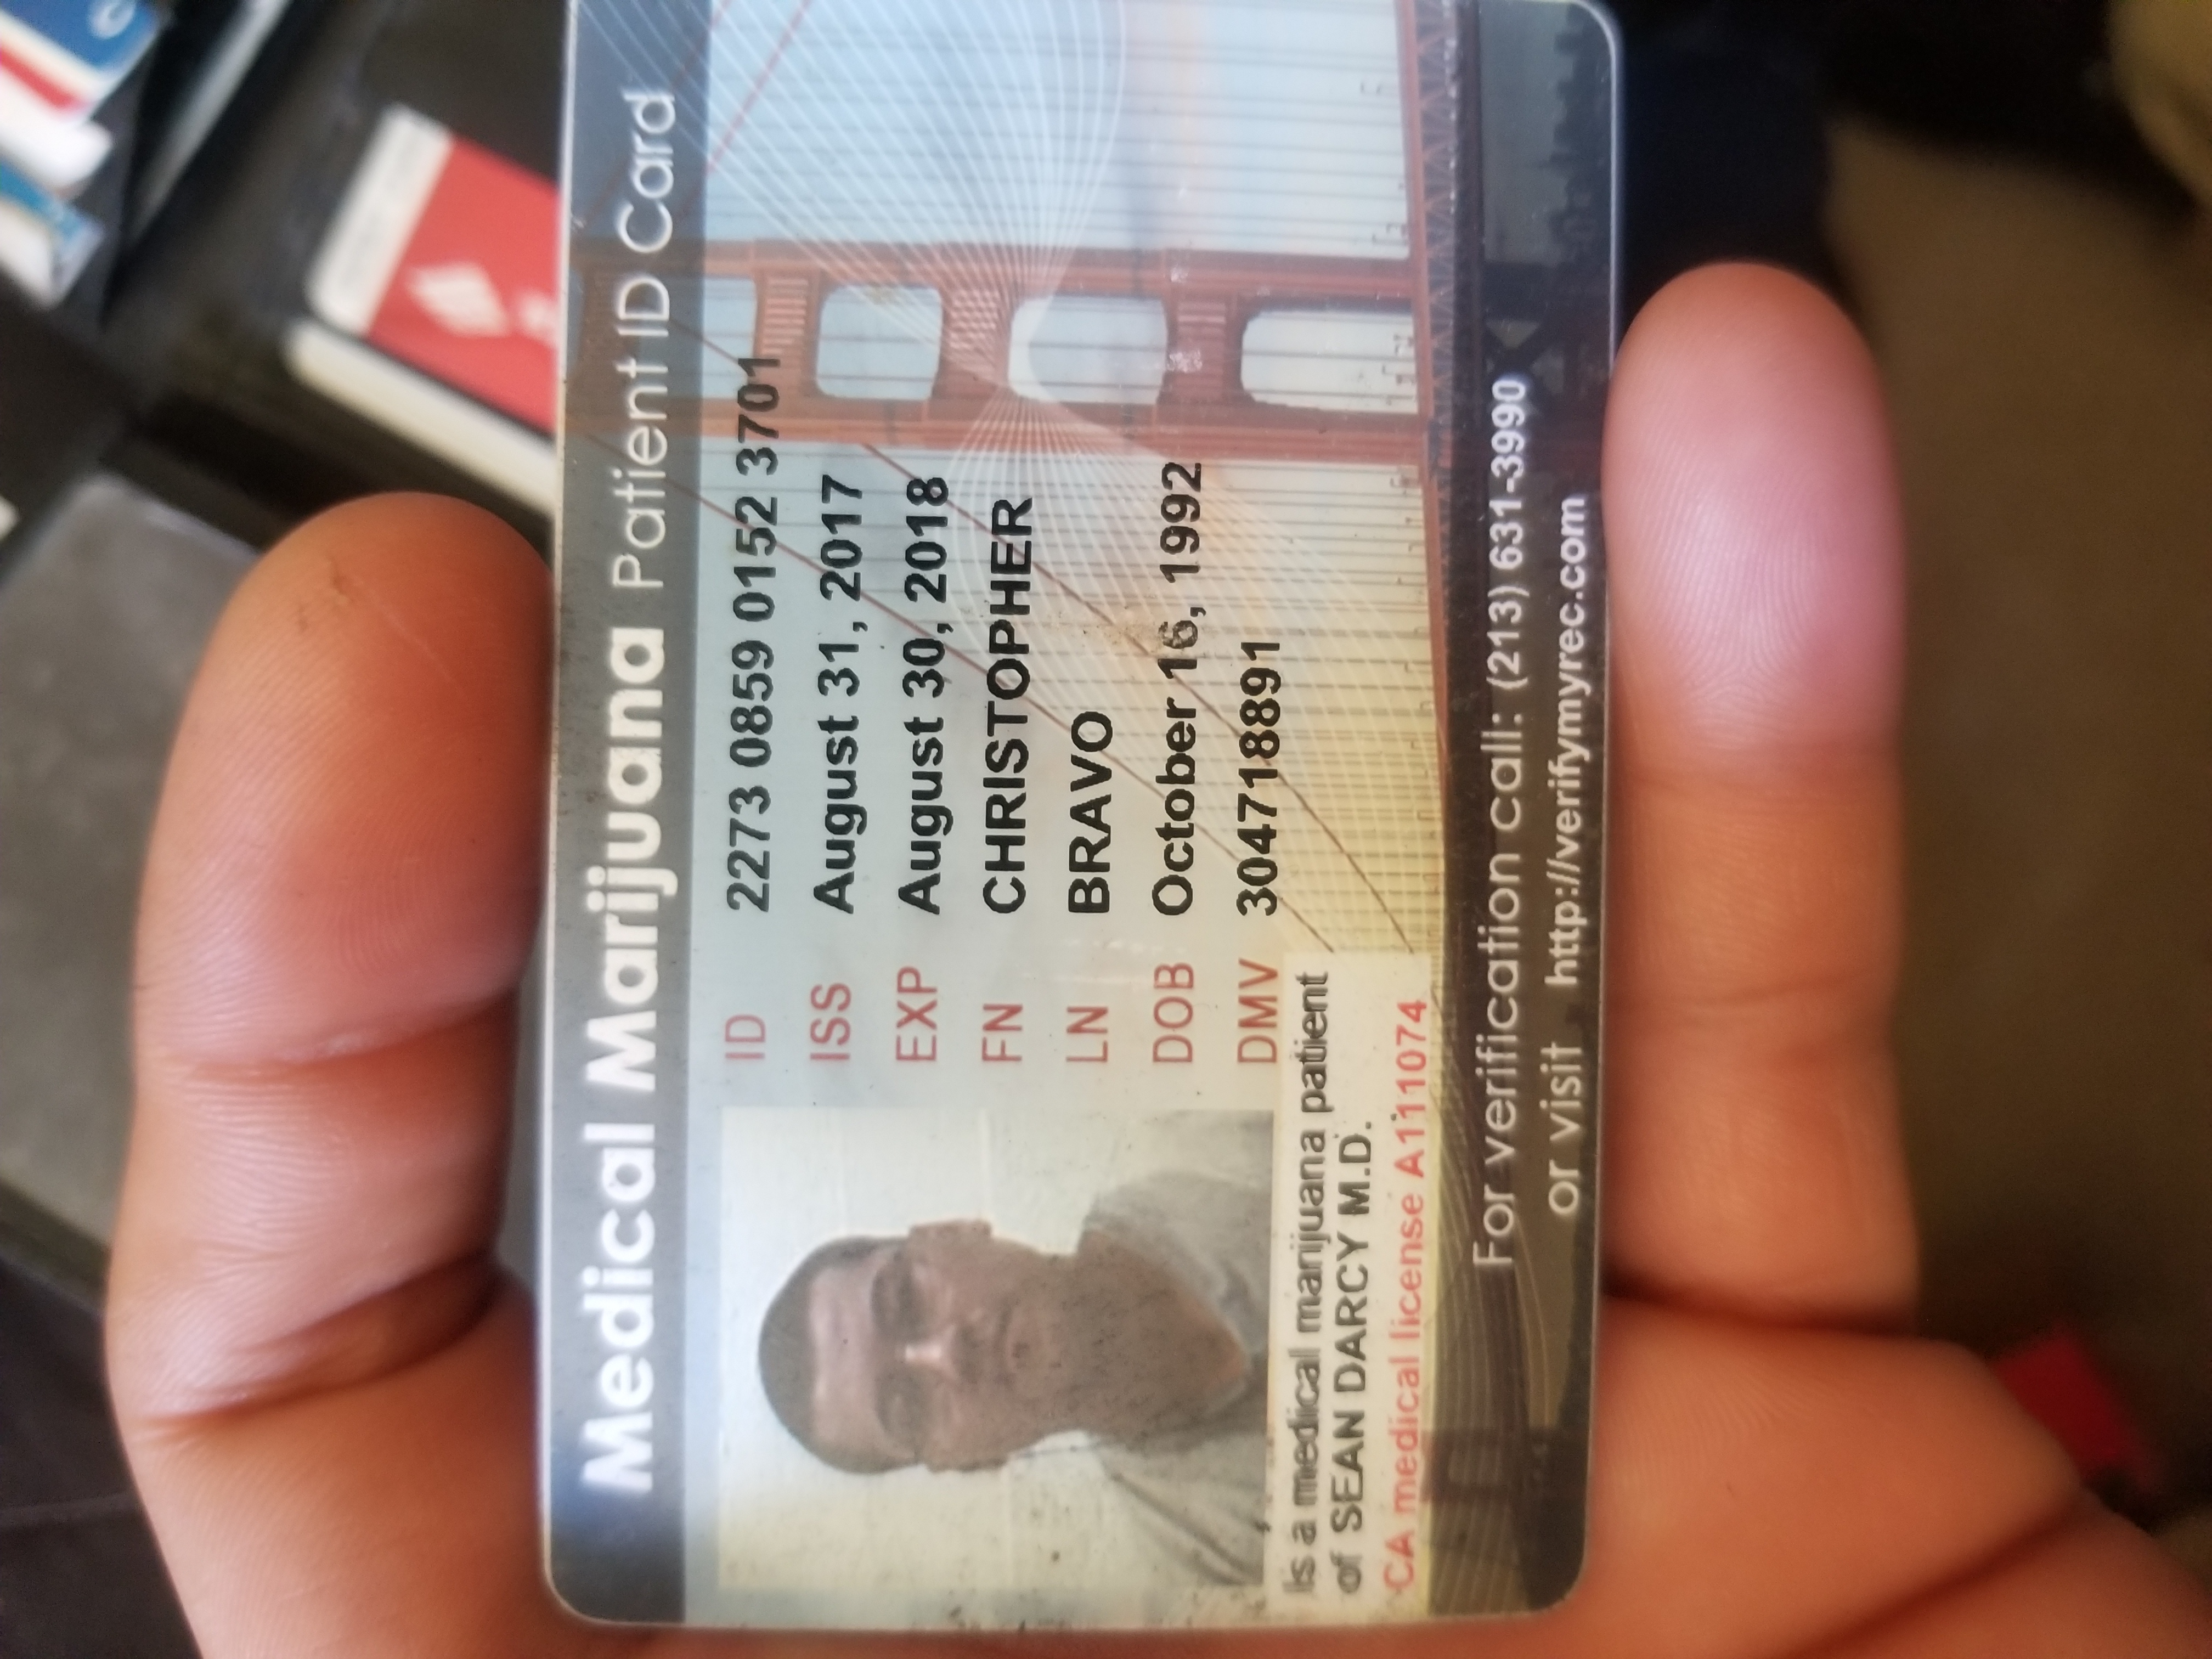 Medical Marijuana Patient ID Card
ID 2273 0859 0152 3701
ISS August 31, 2017
EXP August 30, 2018
FN CHRISTOPHER
LN BRAVO
DOB October 16, 1992
DMV 304718891
Is a medical marijuana patient
of SEAN DARCY M.D.
CA medical license A111074
For verification call: (213) 631-3990
or visit http://verifymyrec.com